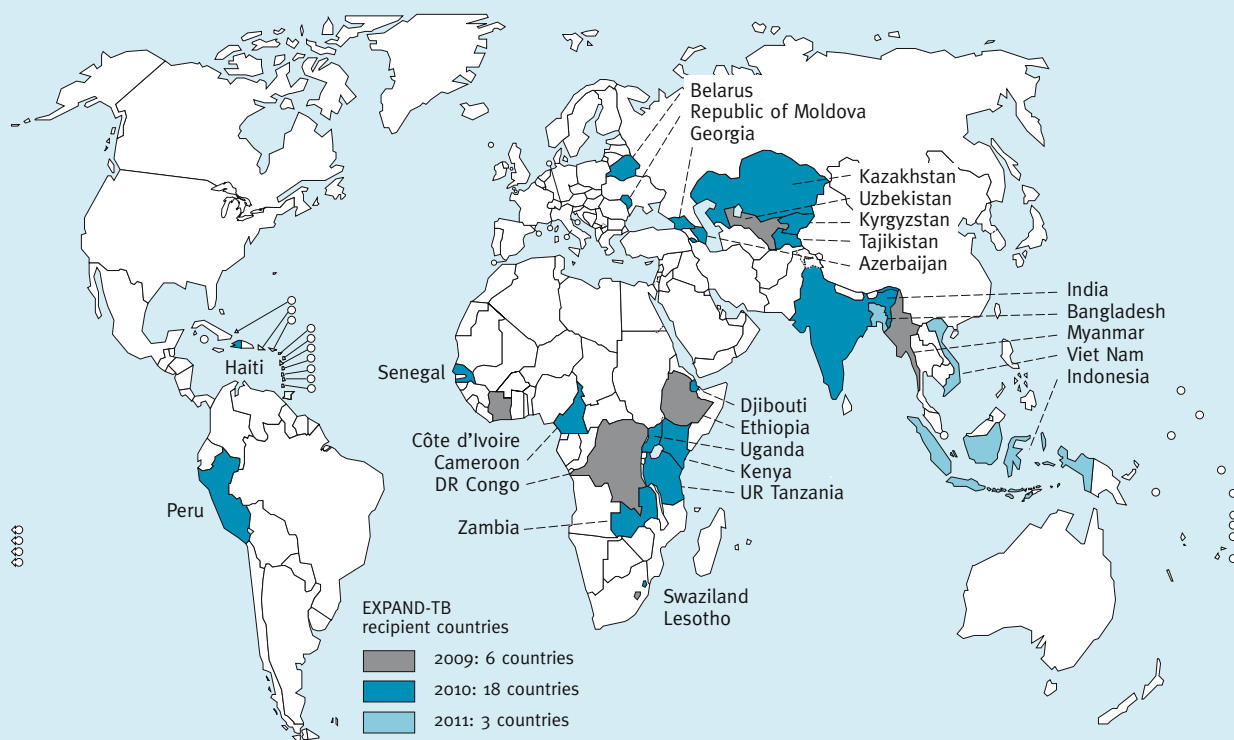 Belarus
Republic of Moldova
Georgia
Kazakhstan
Uzbekistan
Kyrgyzstan
Tajikistan
Azerbaijan
India
Bangladesh
Myanmar
Viet Nam
Indonesia
Haiti
Senegal
Djibouti
Ethiopia
Uganda
Kenya
UR Tanzania
Côte d'Ivoire
Cameroon
DR Congo
Peru
Zambia
Swaziland
Lesotho
EXPAND-TB
recipient countries
2009: 6 countries
2010: 18 countries
2011: 3 countries